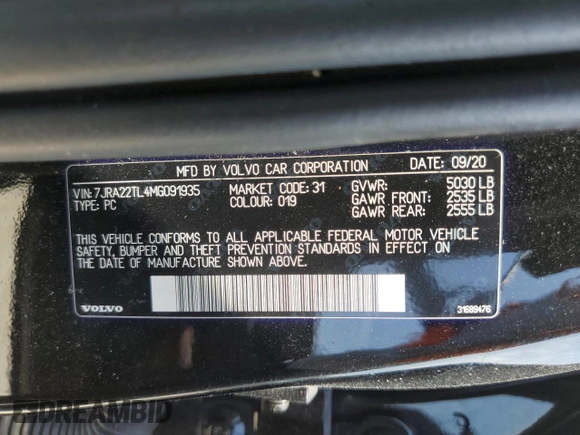 MFD BY VOLVO CAR CORPORATION DATE: 09/20
VIN: 7JRA22TL4MG091935 MARKET CODE: 31 GVWR: 5030 LB
TYPE: PC COLOUR: 019 GAWR FRONT: 2535 LB
GAWR REAR: 2555 LB
THIS VEHICLE CONFORMS TO ALL APPLICABLE FEDERAL MOTOR VEHICLE
SAFETY, BUMPER AND THEFT PREVENTION STANDARDS IN EFFECT ON
THE DATE OF MANUFACTURE SHOWN ABOVE.
VOLVO 31689476
DREAMBID